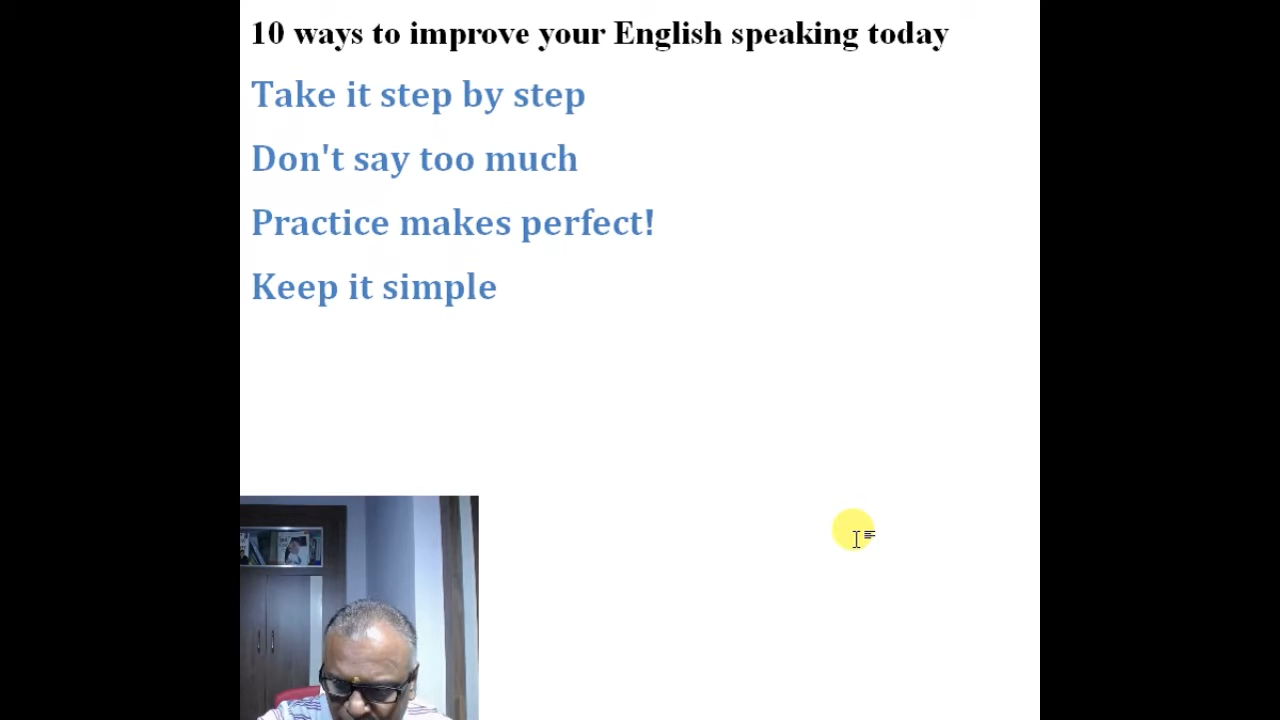 10 ways to improve your English speaking today
Take it step by step
Don't say too much
Practice makes perfect!
Keep it simple